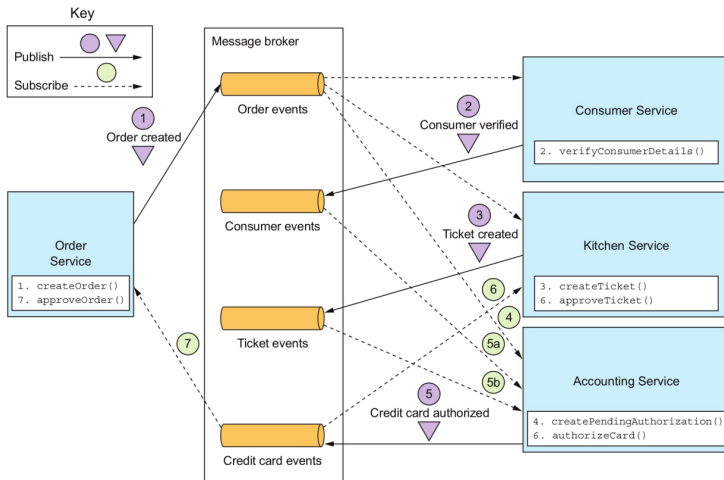 Key
Publish
Subscribe
Message broker
Order events
Consumer events
Ticket events
Credit card events
1
Order created
2
Consumer verified
3
Ticket created
6
4
5a
5b
7
5
Credit card authorized
Order
Service
1. createOrder()
7. approveOrder()
Consumer Service
2. verifyConsumerDetails()
Kitchen Service
3. createTicket()
6. approveTicket()
Accounting Service
4. createPendingAuthorization()
6. authorizeCard()